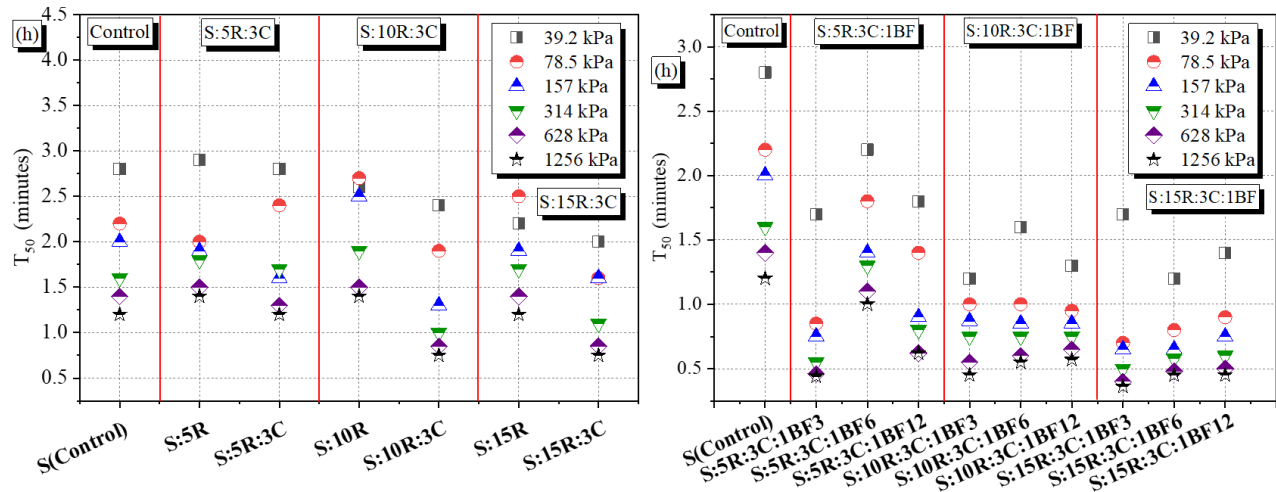 (h)
Control
S:5R:3C
S:10R:3C
S:15R:3C
39.2 kPa
78.5 kPa
157 kPa
314 kPa
628 kPa
1256 kPa
T50 (minutes)
4.5
4.0
3.5
3.0
2.5
2.0
1.5
1.0
0.5
S(Control)
S:5R
S:5R:3C
S:10R
S:10R:3C
S:15R
S:15R:3C
(h)
Control
S:5R:3C:1BF
S:10R:3C:1BF
S:15R:3C:1BF
39.2 kPa
78.5 kPa
157 kPa
314 kPa
628 kPa
1256 kPa
T50 (minutes)
3.0
2.5
2.0
1.5
1.0
0.5
S(Control)
S:5R:3C:1BF3
S:5R:3C:1BF6
S:5R:3C:1BF12
S:10R:3C:1BF3
S:10R:3C:1BF6
S:10R:3C:1BF12
S:15R:3C:1BF3
S:15R:3C:1BF6
S:15R:3C:1BF12